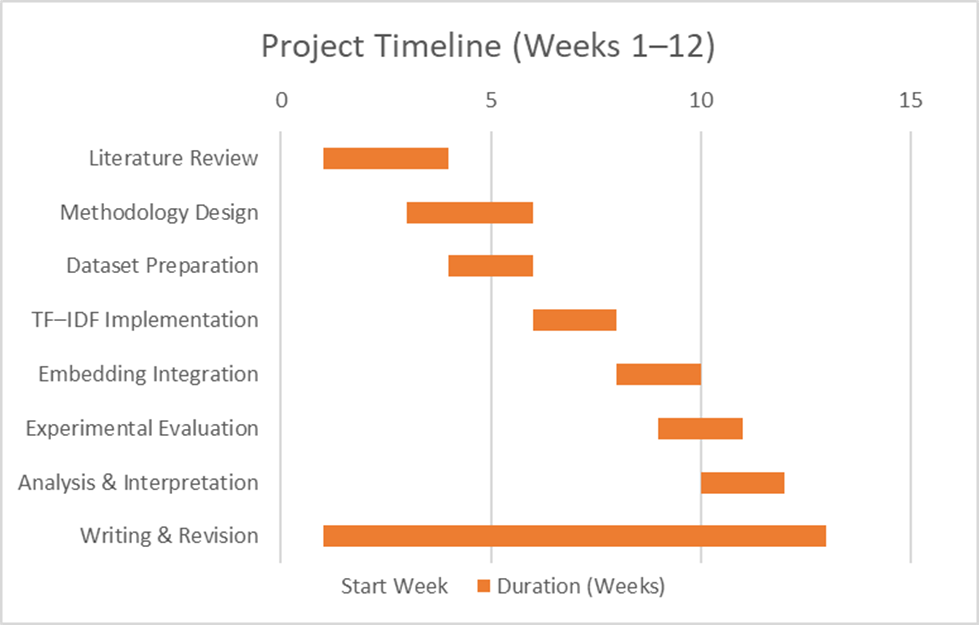 Project Timeline (Weeks 1–12)
0 5 10 15
Literature Review
Methodology Design
Dataset Preparation
TF–IDF Implementation
Embedding Integration
Experimental Evaluation
Analysis & Interpretation
Writing & Revision
Start Week Duration (Weeks)